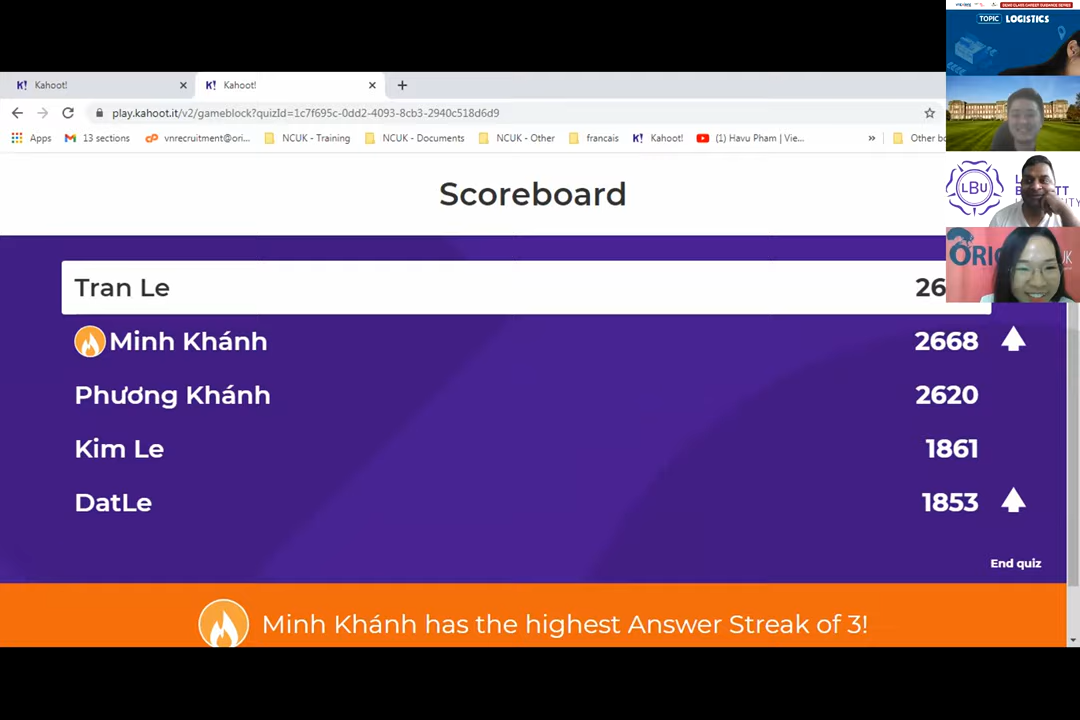 TOPIC LOGISTICS
Kahoot!
Kahoot!
play.kahoot.it/v2/gameblock?quizId=1c7f695c-0dd2-4093-8cb3-2940c518d6d9
Apps
13 sections
vnrecruitment@ori...
NCUK - Training
NCUK - Documents
NCUK - Other
francais
Kahoot!
(1) Havu Pham | Vie...
»
Other bo
LBU
Scoreboard
ORI
UK
Tran Le 26
Minh Khánh 2668
Phương Khánh 2620
Kim Le 1861
DatLe 1853
End quiz
Minh Khánh has the highest Answer Streak of 3!